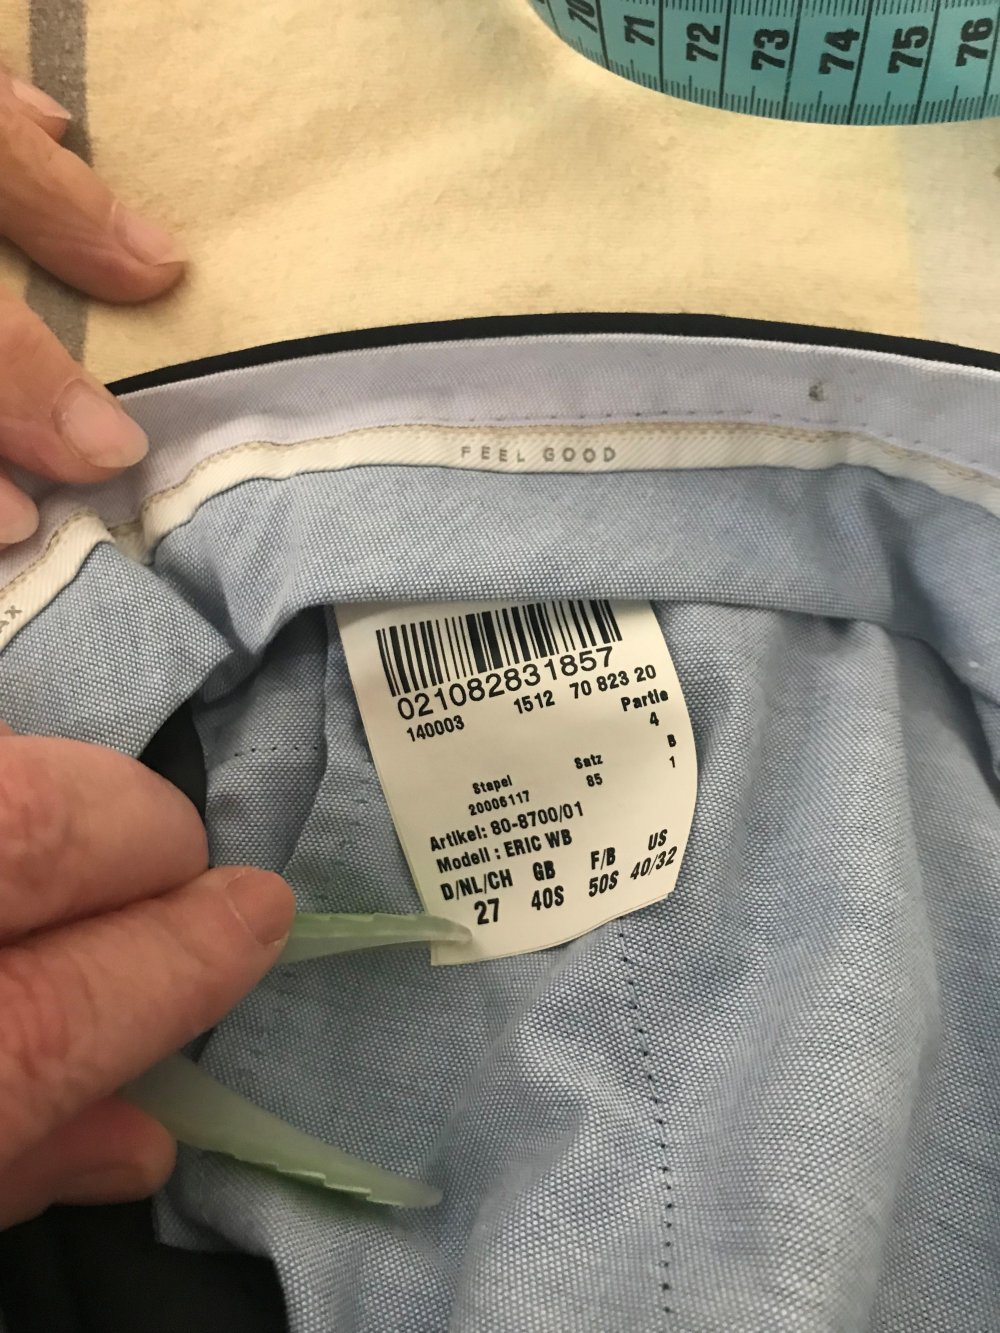 70 71 72 73 74 75 76
FEEL GOOD
AX
021082831857
140003 1512 70 823 20
Partie
4
B
Stapel Satz 1
20006117 85
Artikel: 80-8700/01
Modell : ERIC WB
D/NL/CH GB F/B US
27 40S 50S 40/32